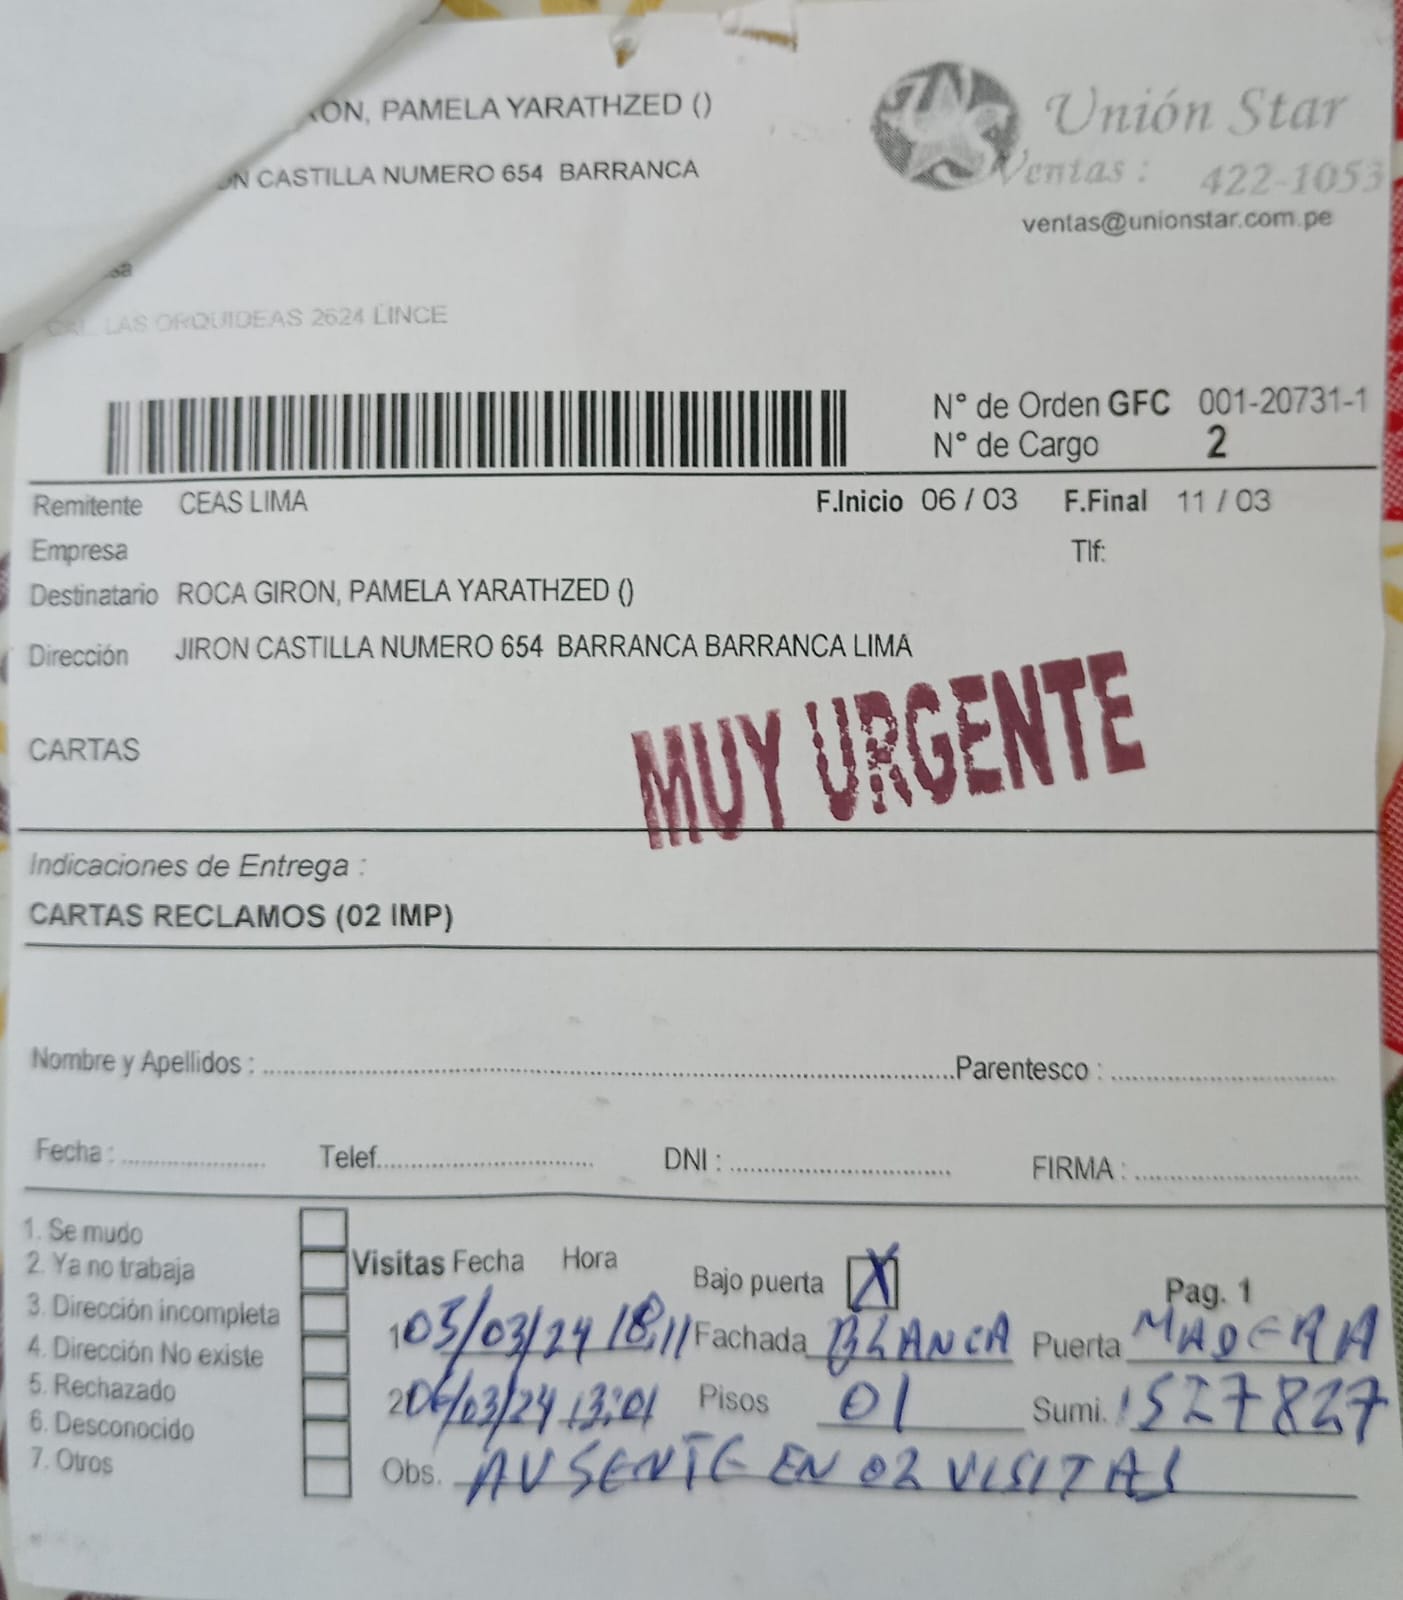 ON, PAMELA YARATHZED ()
ON CASTILLA NUMERO 654 BARRANCA
Unión Star
Ventas : 422-1053
ventas@unionstar.com.pe
LAS ORQUIDEAS 2624 LINCE
N° de Orden GFC 001-20731-1
N° de Cargo 2
Remitente CEAS LIMA F.Inicio 06 / 03 F.Final 11 / 03
Empresa Tlf:
Destinatario ROCA GIRON, PAMELA YARATHZED ()
Dirección JIRON CASTILLA NUMERO 654 BARRANCA BARRANCA LIMA
CARTAS
MUY URGENTE
Indicaciones de Entrega :
CARTAS RECLAMOS (02 IMP)
Nombre y Apellidos : Parentesco :
Fecha : Telef. DNI : FIRMA :
1. Se mudo
2. Ya no trabaja
3. Dirección incompleta
4. Dirección No existe
5. Rechazado
6. Desconocido
7. Otros
Visitas Fecha Hora Bajo puerta X Pag. 1
1 05/03/24 18:11 Fachada BLANCA Puerta MADERA
2 06/03/24 13:01 Pisos 01 Sumi. 1527827
Obs. AUSENTE EN 02 VISITAS